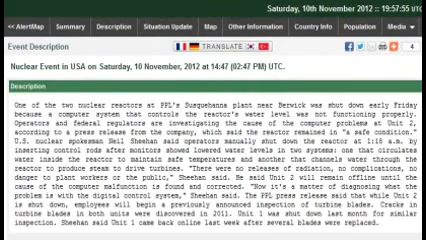 Saturday, 10th November 2012 :: 19:57:55 UTC
<< AlertMap Summary Description Situation Update Map Other Information Country Info Population Media
Event Description
TRANSLATE
4
Nuclear Event in USA on Saturday, 10 November, 2012 at 14:47 (02:47 PM) UTC.
Description
One of the two nuclear reactors at PPL's Susquehanna plant near Berwick was shut down early Friday
because a computer system that controls the reactor's water level was not functioning properly.
Operators and federal regulators are investigating the cause of the computer problems at Unit 2,
according to a press release from the company, which said the reactor remained in "a safe condition."
U.S. nuclear spokesman Neil Sheehan said operators manually shut down the reactor at 1:18 a.m. by
inserting control rods after monitors showed lowered water levels in two systems: one that circulates
water inside the reactor to maintain safe temperatures and another that channels water through the
reactor to produce steam to drive turbines. "There were no releases of radiation, no complications, no
danger to plant workers or the public," Sheehan said. He said Unit 2 will remain offline until the
cause of the computer malfunction is found and corrected. "Now it's a matter of diagnosing what the
problem is with the digital control system," Sheehan said. The PPL press release said that while Unit 2
is shut down, employees will begin a previously announced inspection of turbine blades. Cracks in
turbine blades in both units were discovered in 2011. Unit 1 was shut down last month for similar
inspection. Sheehan said Unit 1 came back online last week after several blades were replaced.